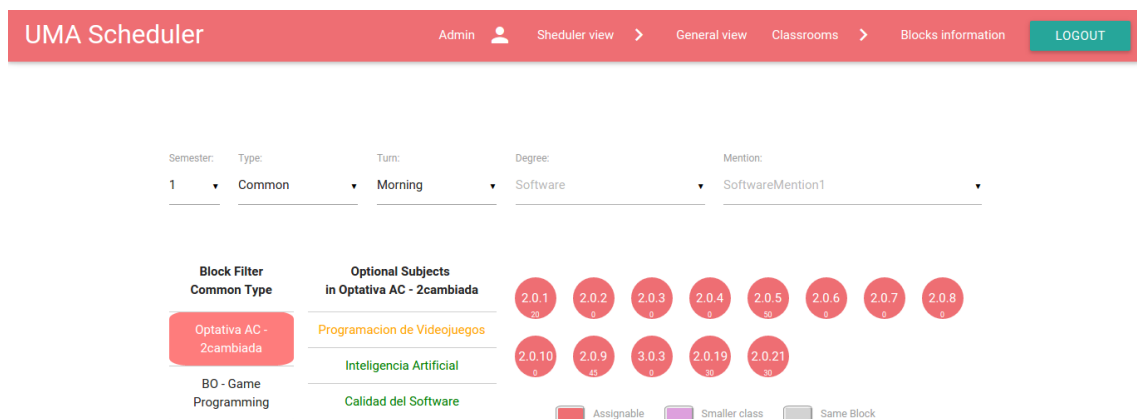 UMA Scheduler Admin Sheduler view General view Classrooms Blocks information LOGOUT
Semester: Type: Turn: Degree: Mention:
1 Common Morning Software SoftwareMention1
Block Filter
Common Type
Optativa AC -
2cambiada
BO - Game
Programming
Optional Subjects
in Optativa AC - 2cambiada
Programacion de Videojuegos
Inteligencia Artificial
Calidad del Software
2.0.1 2.0.2 2.0.3 2.0.4 2.0.5 2.0.6 2.0.7 2.0.8
20 0 0 0 50 0 0 0
2.0.10 2.0.9 3.0.3 2.0.19 2.0.21
0 45 0 30 30
Assignable Smaller class Same Block